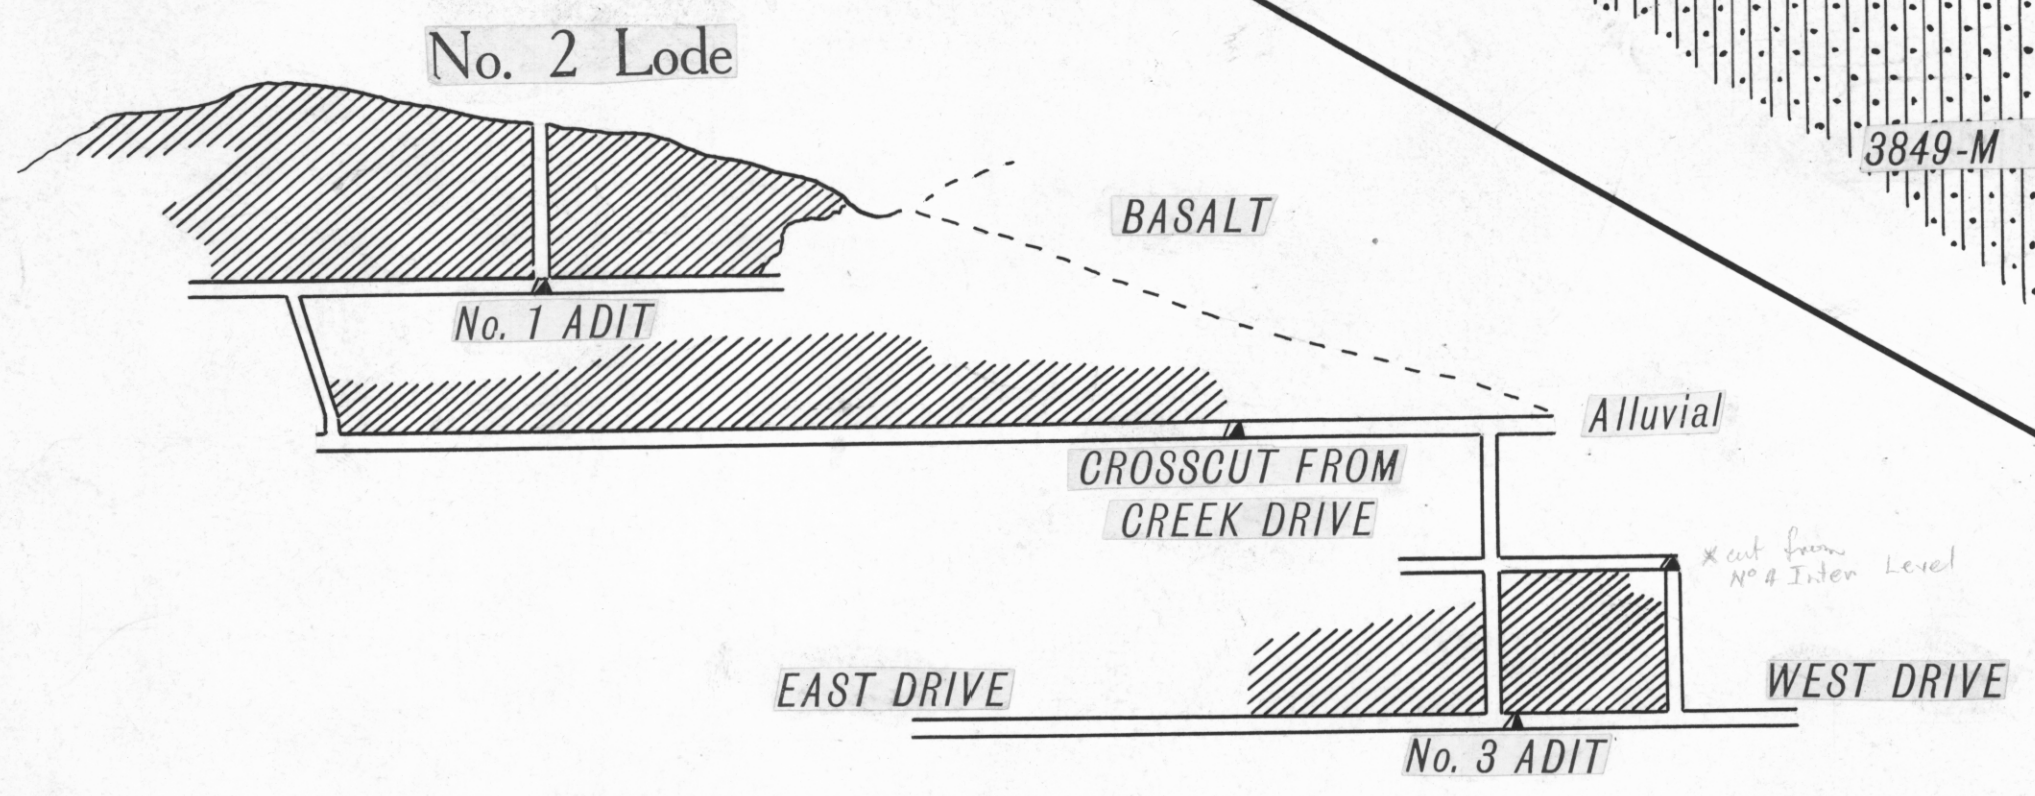 No. 2 Lode
3849-M
BASALT
No. 1 ADIT
Alluvial
CROSSCUT FROM
CREEK DRIVE
x cut from
No 4 Inter Level
EAST DRIVE
WEST DRIVE
No. 3 ADIT